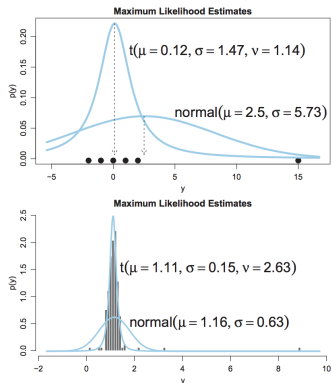 Maximum Likelihood Estimates
t(μ = 0.12, σ = 1.47, ν = 1.14)
normal(μ = 2.5, σ = 5.73)
p(y)
0.00
0.05
0.10
0.15
0.20
−5
0
5
10
15
y
Maximum Likelihood Estimates
t(μ = 1.11, σ = 0.15, ν = 2.63)
normal(μ = 1.16, σ = 0.63)
p(y)
0.0
0.5
1.0
1.5
2.0
2.5
−2
0
2
4
6
8
10
y